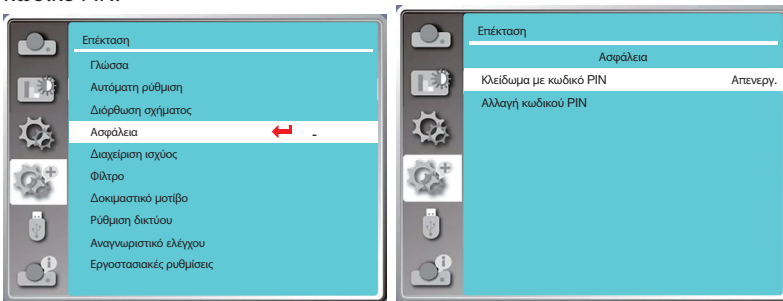 Επέκταση
Γλώσσα
Αυτόματη ρύθμιση
Διόρθωση σχήματος
Ασφάλεια -
Διαχείριση ισχύος
Φίλτρο
Δοκιμαστικό μοτίβο
Ρύθμιση δικτύου
Αναγνωριστικό ελέγχου
Εργοστασιακές ρυθμίσεις
Επέκταση
Ασφάλεια
Κλείδωμα με κωδικό PIN Απενεργ.
Αλλαγή κωδικού PIN